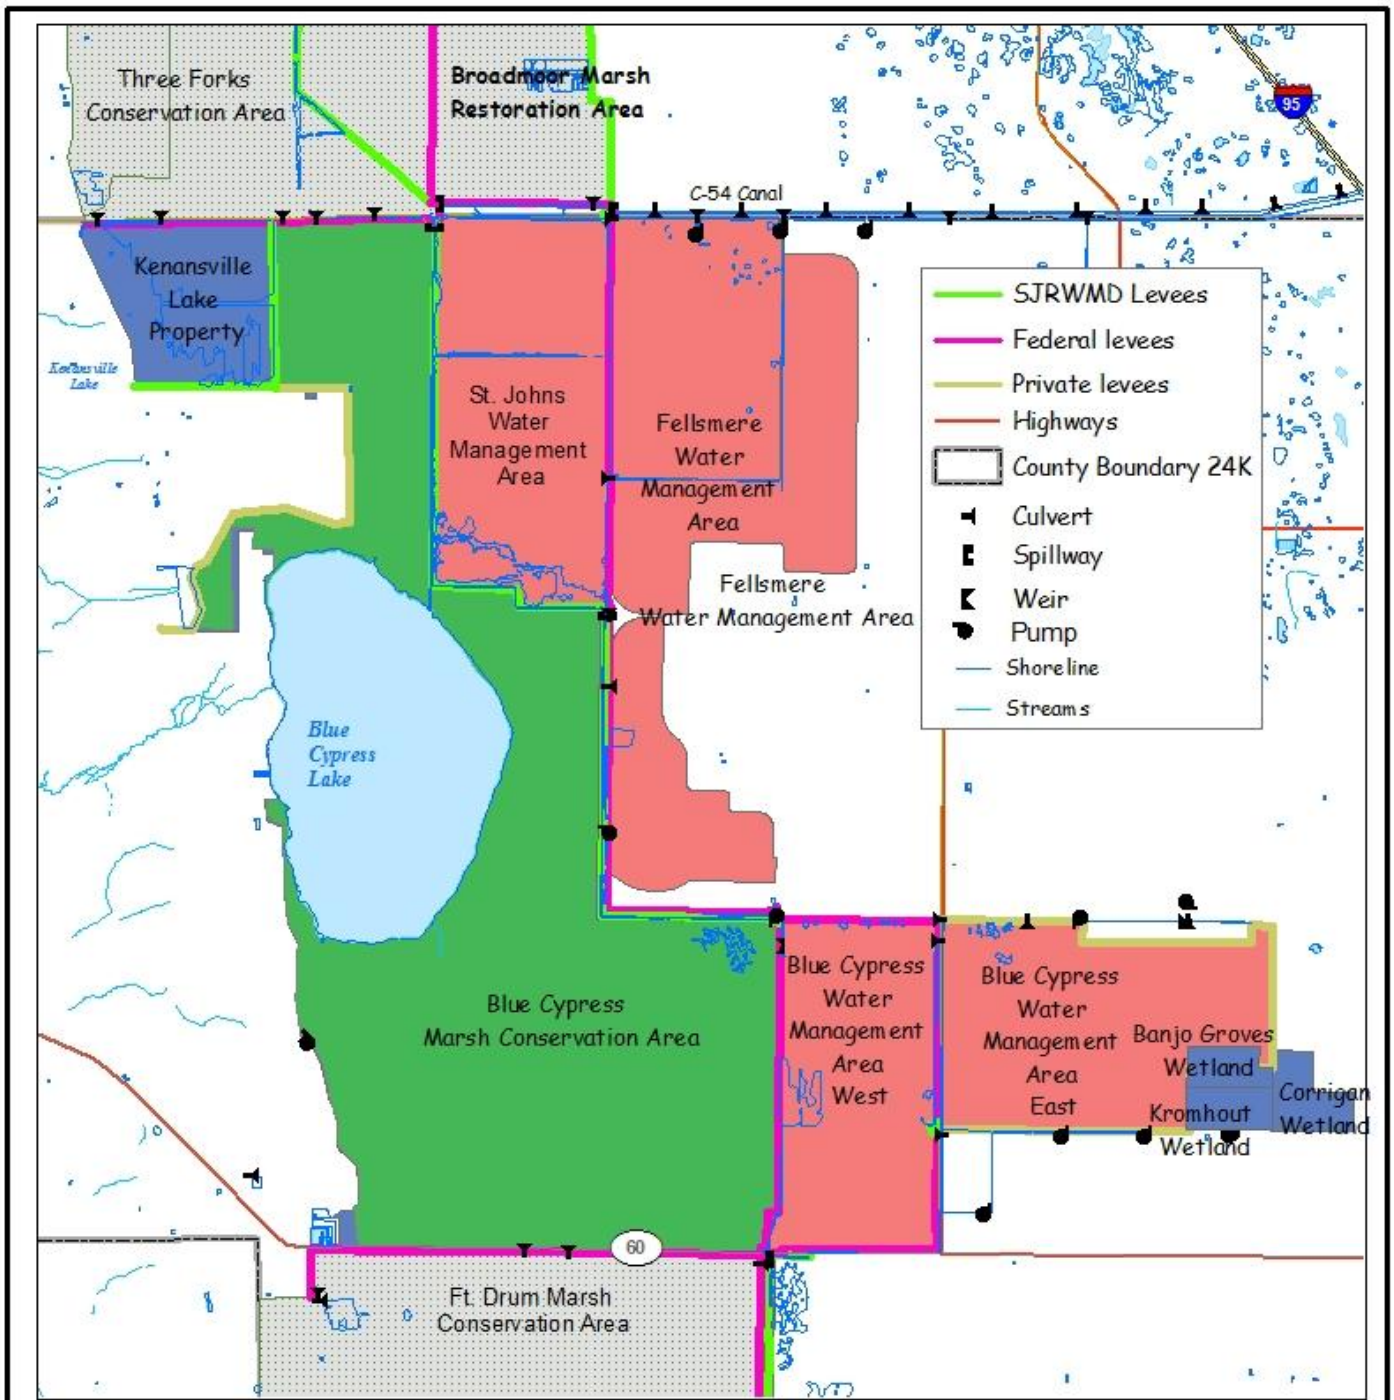 Three Forks
Conservation Area
Broadmoor Marsh
Restoration Area
95
C-54 Canal
Kenansville
Lake
Property
Kenansville
Lake
St. Johns
Water
Management
Area
Fellsmere
Water
Management
Area
Fellsmere
Water Management Area
SJRWMD Levees
Federal levees
Private levees
Highways
County Boundary 24K
Culvert
Spillway
Weir
Pump
Shoreline
Streams
Blue
Cypress
Lake
Blue Cypress
Marsh Conservation Area
Blue Cypress
Water
Management
Area
West
Blue Cypress
Water
Management
Area
East
Banjo Groves
Wetland
Kromhout
Wetland
Corrigan
Wetland
60
Ft. Drum Marsh
Conservation Area